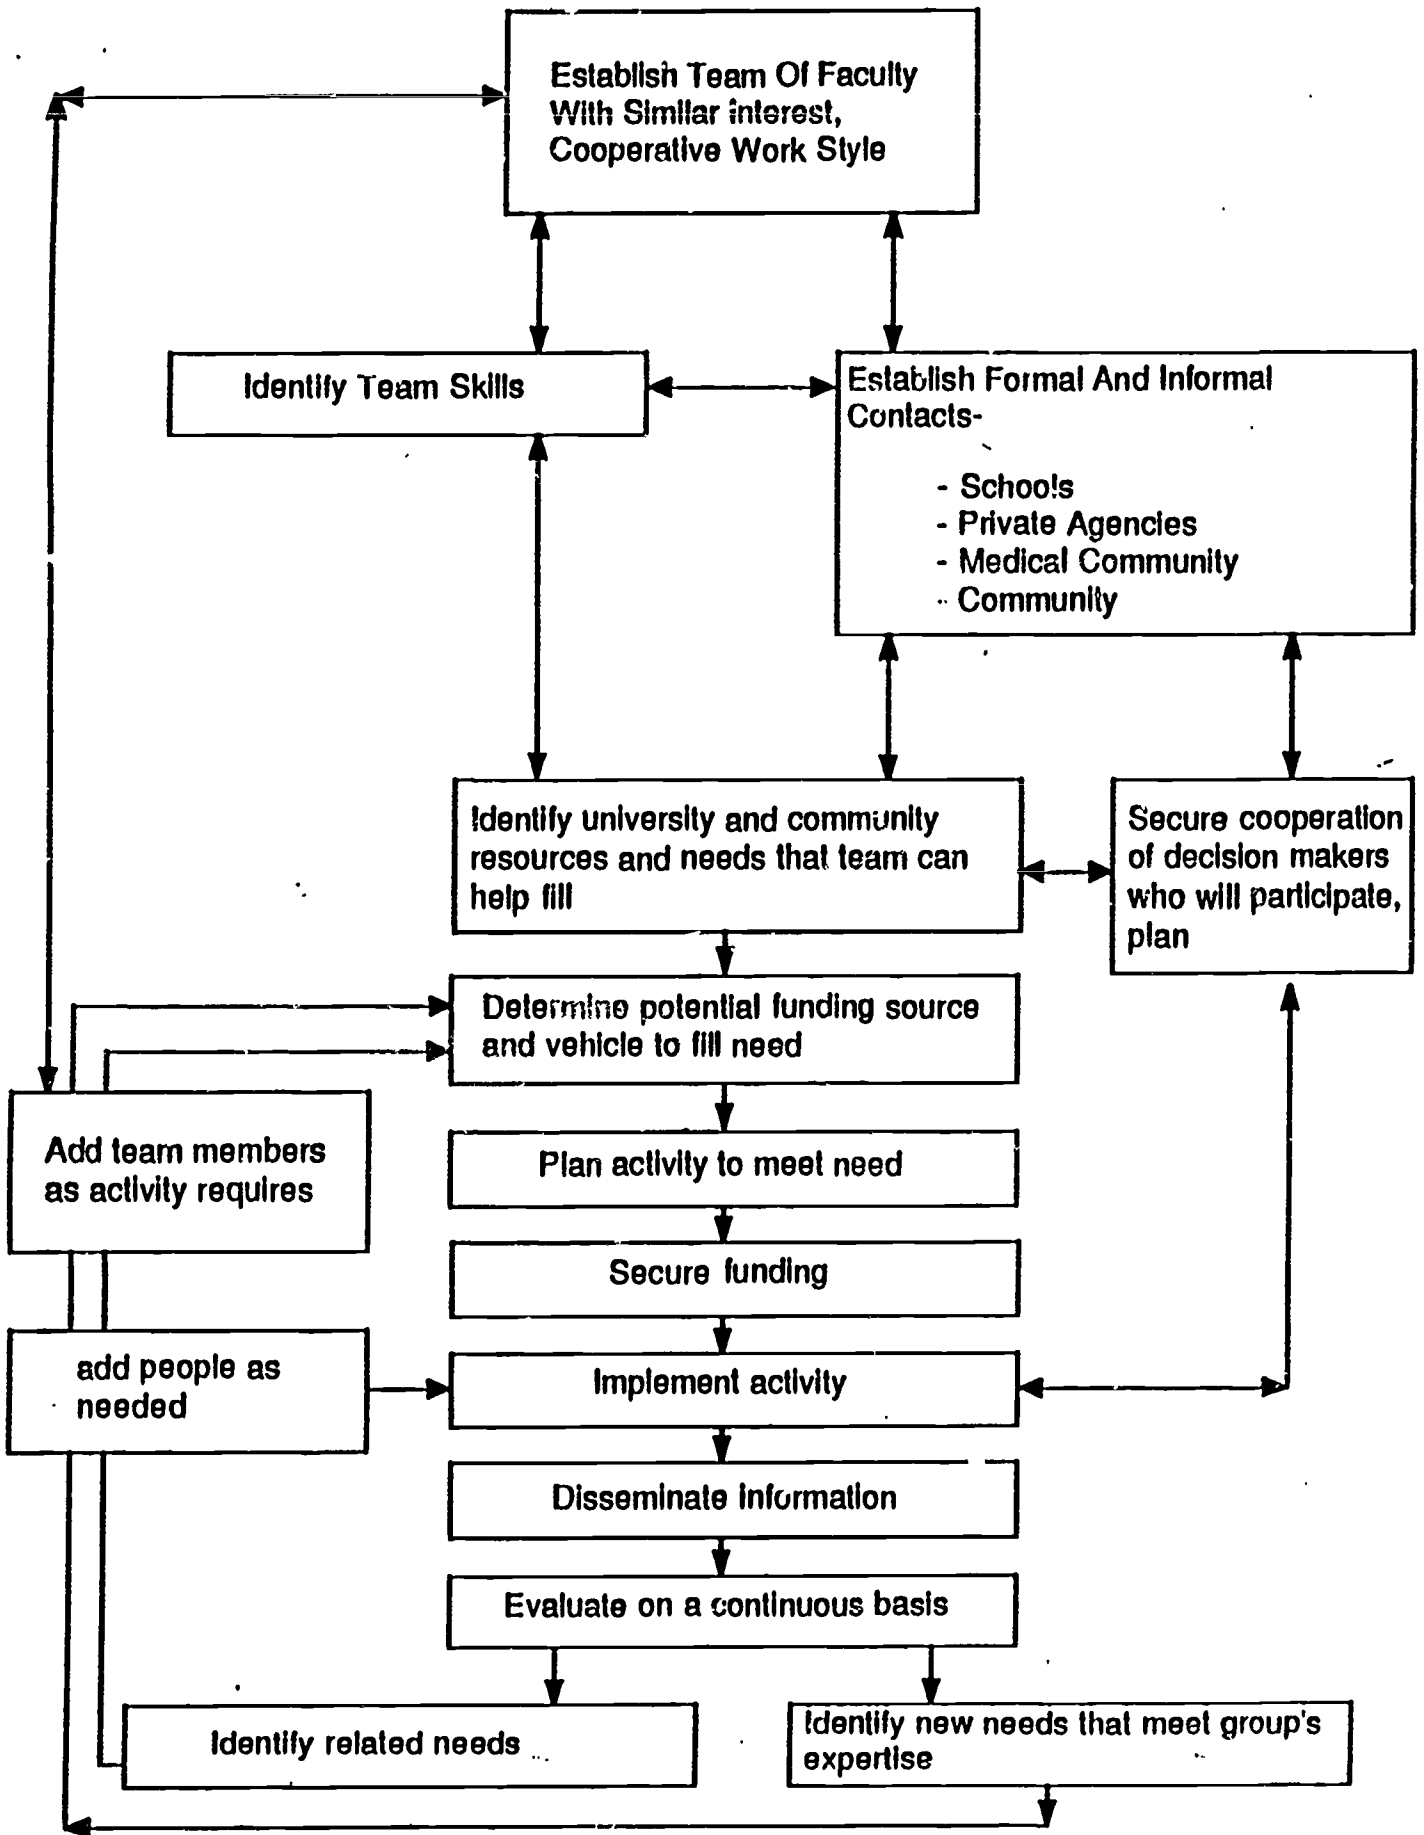 Establish Team Of Faculty
With Similar interest,
Cooperative Work Style
Identify Team Skills
Establish Formal And Informal
Contacts-
- Schools
- Private Agencies
- Medical Community
- Community
Identify university and community
resources and needs that team can
help fill
Secure cooperation
of decision makers
who will participate,
plan
Determine potential funding source
and vehicle to fill need
Add team members
as activity requires
Plan activity to meet need
Secure funding
add people as
needed
Implement activity
Disseminate information
Evaluate on a continuous basis
Identify related needs
Identify new needs that meet group's
expertise